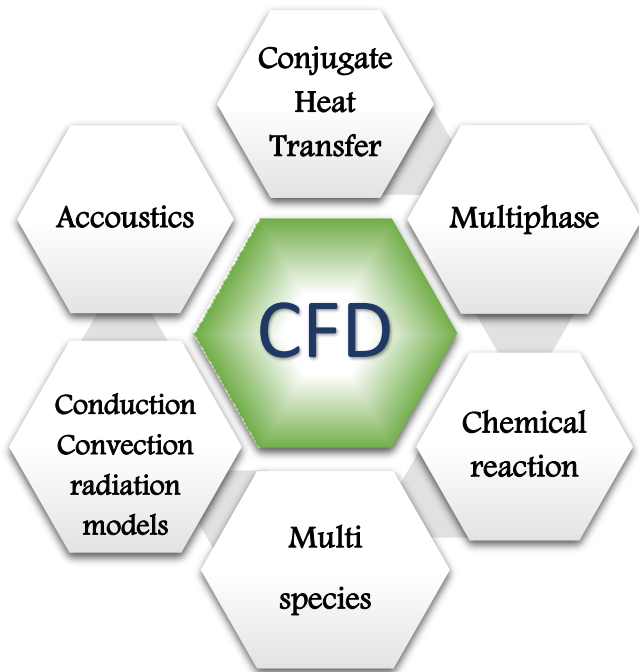 Conjugate
Heat
Transfer
Accoustics
Multiphase
CFD
Conduction
Convection
radiation
models
Chemical
reaction
Multi
species